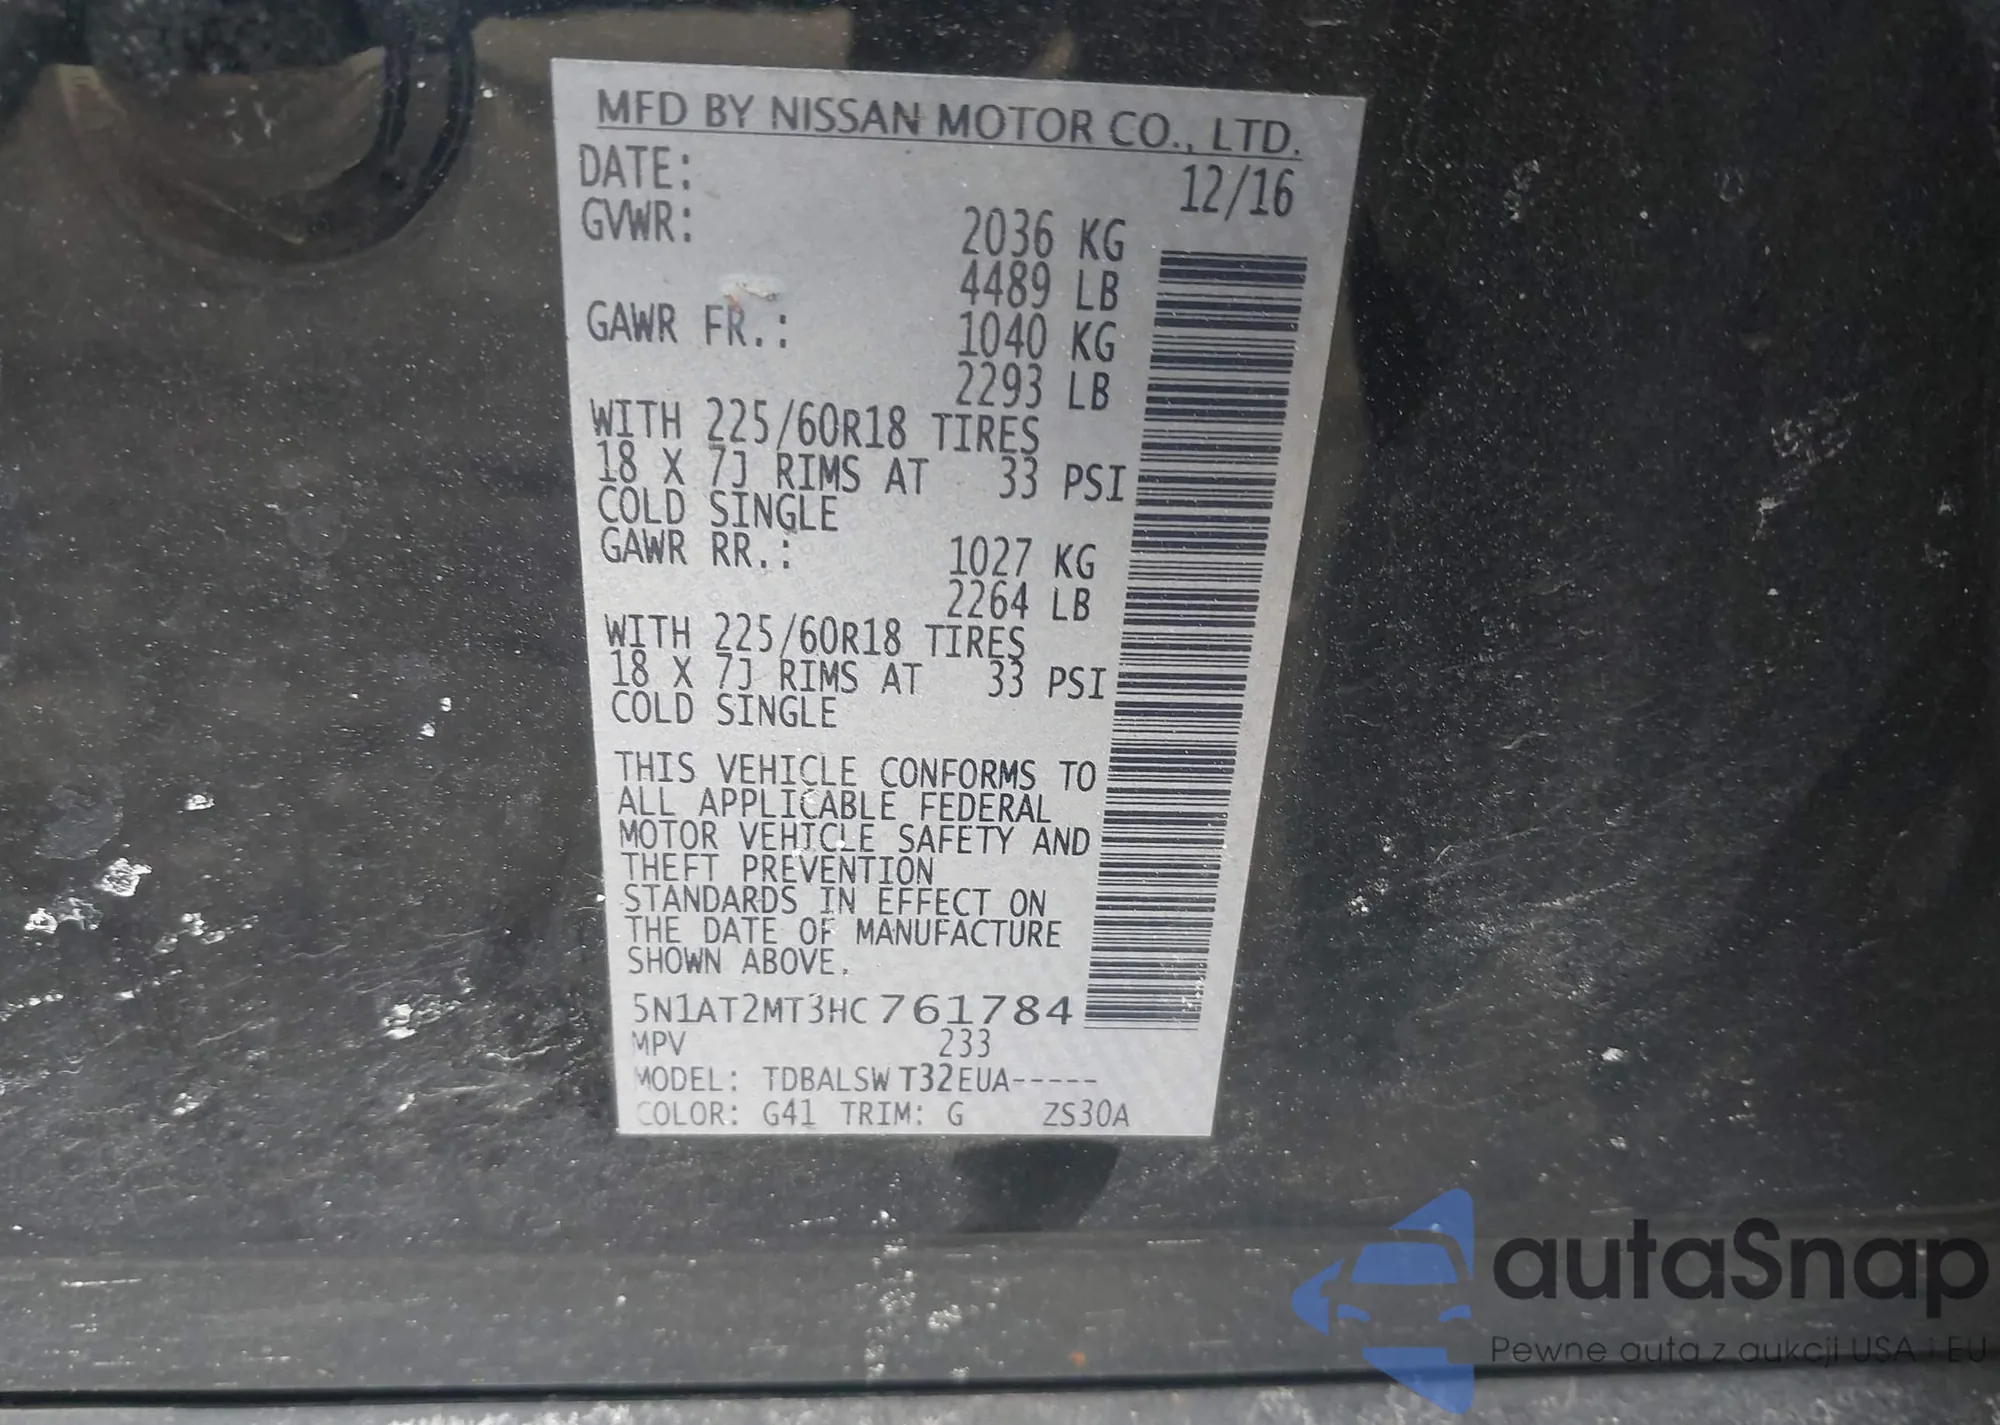 MFD BY NISSAN MOTOR CO., LTD.
DATE: 12/16
GVWR: 2036 KG
4489 LB
GAWR FR.: 1040 KG
2293 LB
WITH 225/60R18 TIRES
18 X 7J RIMS AT 33 PSI
COLD SINGLE
GAWR RR.: 1027 KG
2264 LB
WITH 225/60R18 TIRES
18 X 7J RIMS AT 33 PSI
COLD SINGLE
THIS VEHICLE CONFORMS TO
ALL APPLICABLE FEDERAL
MOTOR VEHICLE SAFETY AND
THEFT PREVENTION
STANDARDS IN EFFECT ON
THE DATE OF MANUFACTURE
SHOWN ABOVE.
5N1AT2MT3HC761784
MPV 233
MODEL: TDBALSWT32EUA-----
COLOR: G41 TRIM: G ZS30A
autaSnap
Pewne auta z aukcji USA i EU